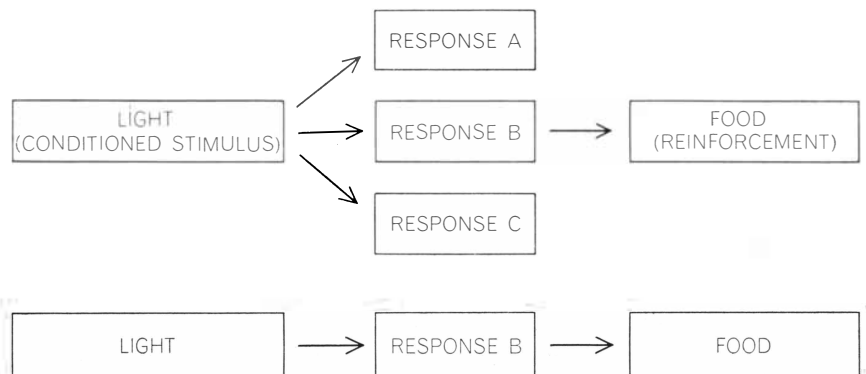 RESPONSE A
LIGHT
(CONDITIONED STIMULUS)
RESPONSE B
FOOD
(REINFORCEMENT)
RESPONSE C
LIGHT
RESPONSE B
FOOD